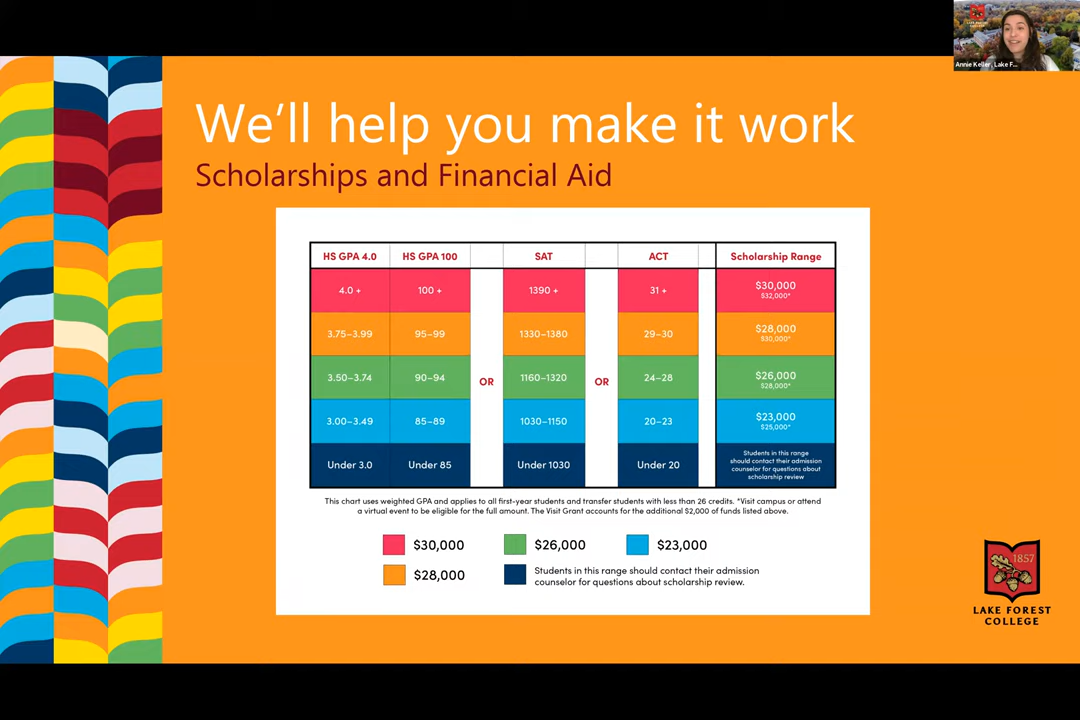 LAKE FOREST
COLLEGE
Annie Keller, Lake F...
We'll help you make it work
Scholarships and Financial Aid
HS GPA 4.0 HS GPA 100 SAT ACT Scholarship Range
4.0 + 100 + 1390 + 31 + $30,000
$32,000*
3.75–3.99 95–99 1330–1380 29–30 $28,000
$30,000*
3.50–3.74 90–94 OR 1160–1320 OR 24–28 $26,000
$28,000*
3.00–3.49 85–89 1030–1150 20–23 $23,000
$25,000*
Under 3.0 Under 85 Under 1030 Under 20 Students in this range
should contact their admission
counselor for questions about
scholarship review
This chart uses weighted GPA and applies to all first-year students and transfer students with less than 26 credits. *Visit campus or attend
a virtual event to be eligible for the full amount. The Visit Grant accounts for the additional $2,000 of funds listed above.
$30,000 $26,000 $23,000
$28,000 Students in this range should contact their admission
counselor for questions about scholarship review.
1857
LAKE FOREST
COLLEGE